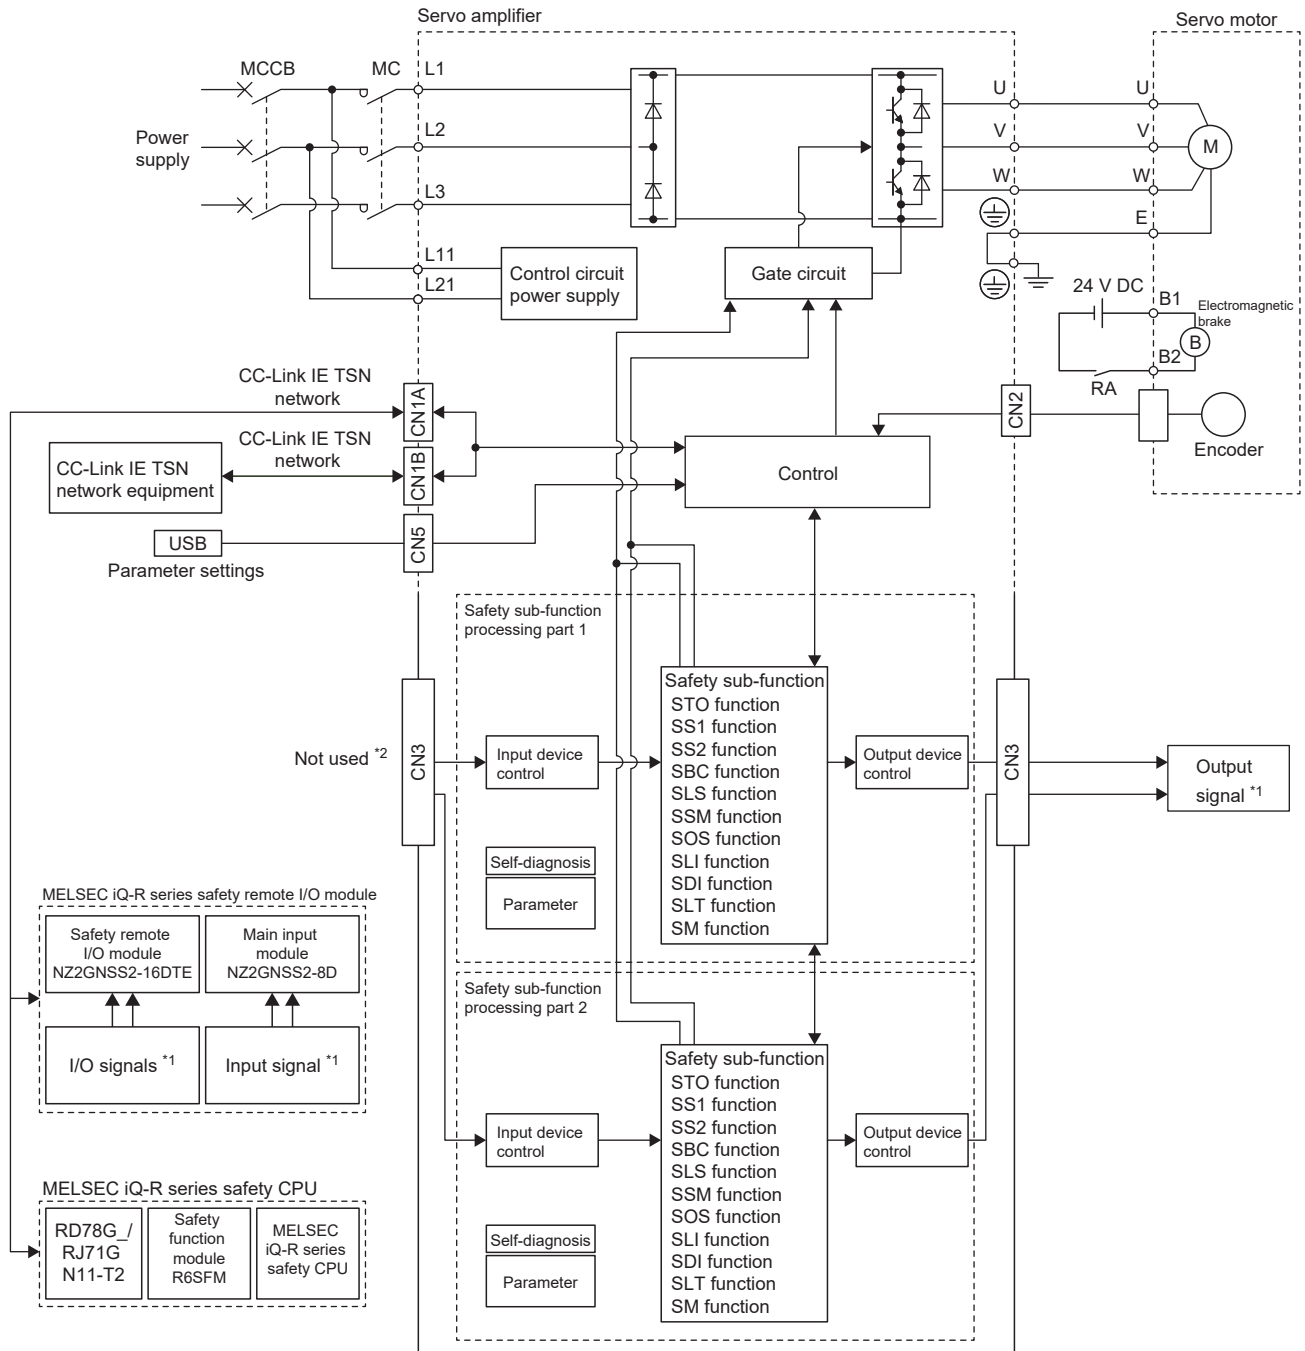 Servo amplifier
Servo motor
MCCB
MC
L1
L2
L3
Power
supply
U
V
W
U
V
W
E
M
L11
L21
Control circuit
power supply
Gate circuit
24 V DC
B1
Electromagnetic
brake
B
B2
RA
CC-Link IE TSN
network
CN1A
CC-Link IE TSN
network
CN1B
CC-Link IE TSN
network equipment
CN2
Encoder
Control
USB
CN5
Parameter settings
Safety sub-function
processing part 1
Not used *2
CN3
Input device
control
Safety sub-function
STO function
SS1 function
SS2 function
SBC function
SLS function
SSM function
SOS function
SLI function
SDI function
SLT function
SM function
Output device
control
CN3
Output
signal *1
Self-diagnosis
Parameter
MELSEC iQ-R series safety remote I/O module
Safety remote
I/O module
NZ2GNSS2-16DTE
Main input
module
NZ2GNSS2-8D
I/O signals *1
Input signal *1
Safety sub-function
processing part 2
Input device
control
Safety sub-function
STO function
SS1 function
SS2 function
SBC function
SLS function
SSM function
SOS function
SLI function
SDI function
SLT function
SM function
Output device
control
Self-diagnosis
Parameter
MELSEC iQ-R series safety CPU
RD78G_/
RJ71G
N11-T2
Safety
function
module
R6SFM
MELSEC
iQ-R series
safety CPU